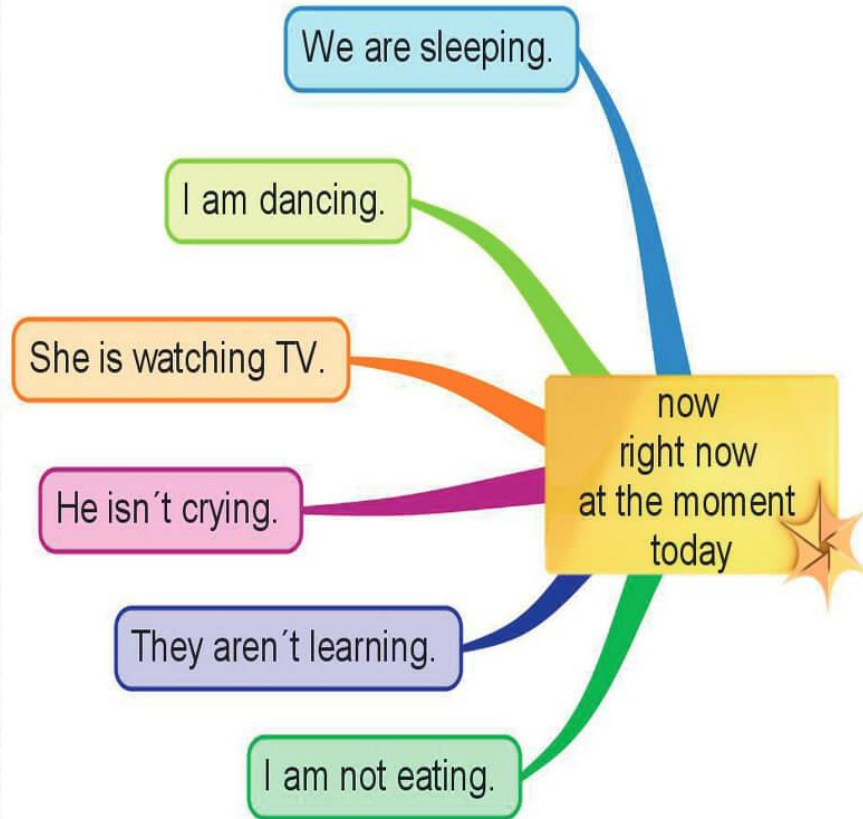 We are sleeping.
I am dancing.
She is watching TV.
He isn´t crying.
They aren´t learning.
I am not eating.
now
right now
at the moment
today